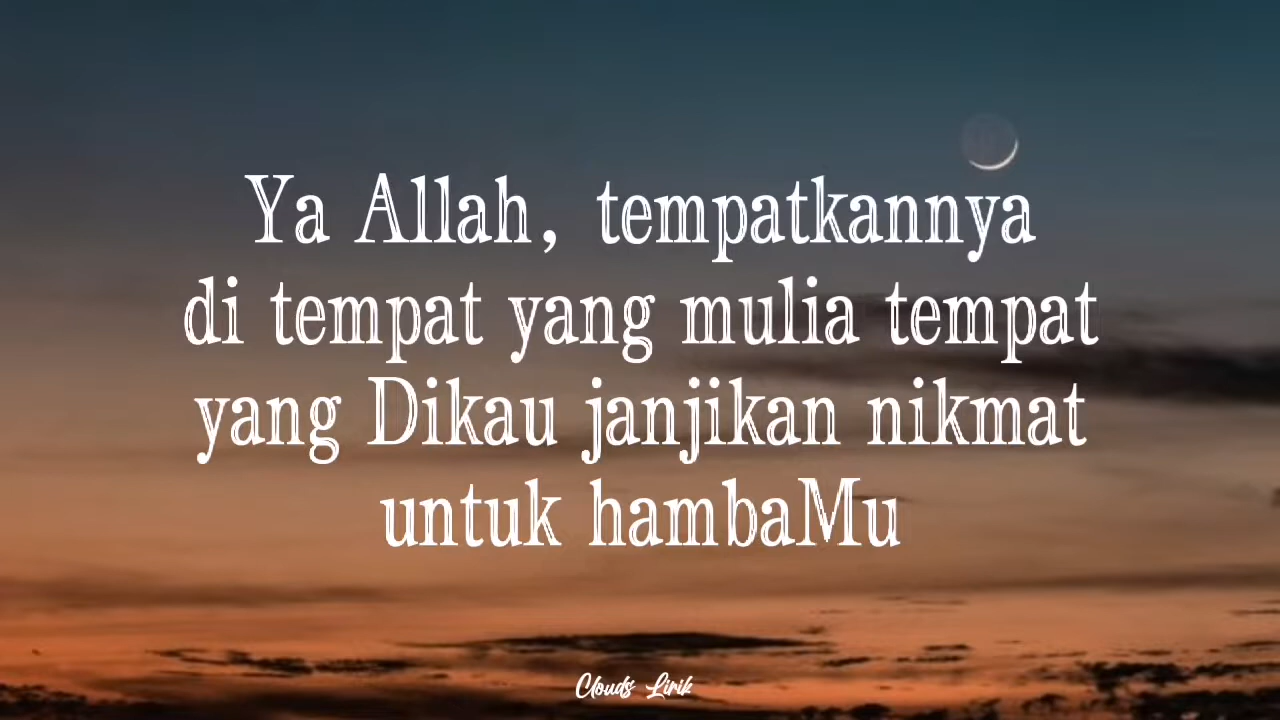 Ya Allah, tempatkannya
di tempat yang mulia tempat
yang Dikau janjikan nikmat
untuk hambaMu
Clouds Lirik